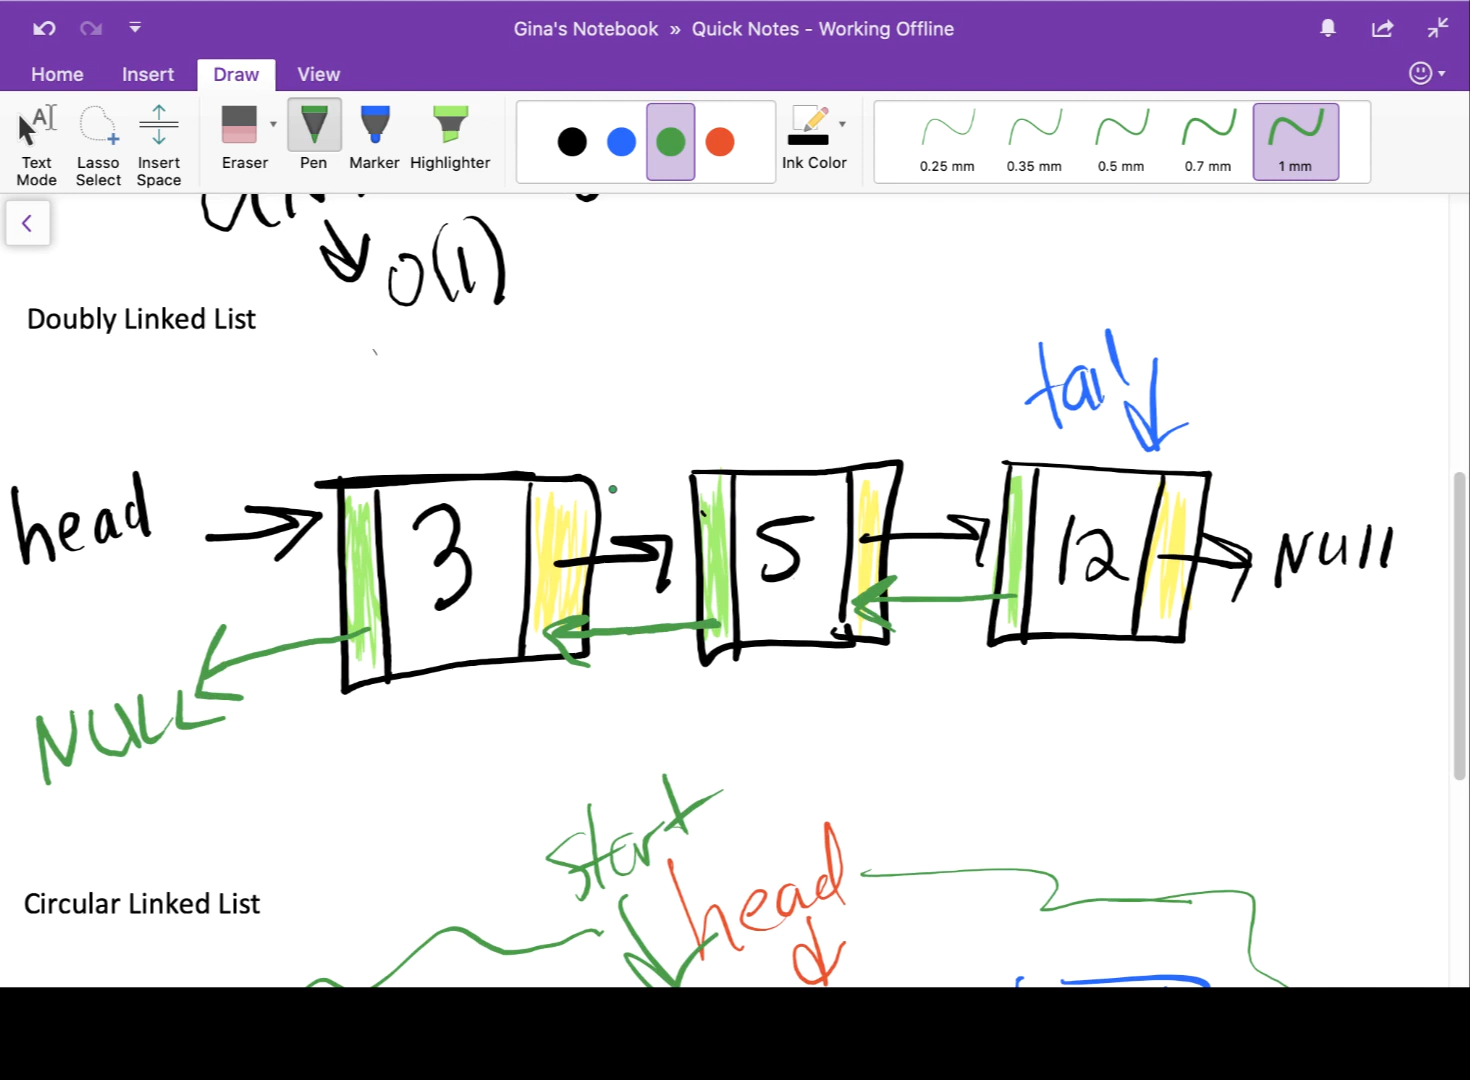 Gina's Notebook » Quick Notes - Working Offline
Home Insert Draw View
Text Mode
Lasso Select
Insert Space
Eraser
Pen
Marker
Highlighter
Ink Color
0.25 mm 0.35 mm 0.5 mm 0.7 mm 1 mm
O(1)
Doubly Linked List
tail
head 3 5 12 NUll
NULL
start
head
Circular Linked List